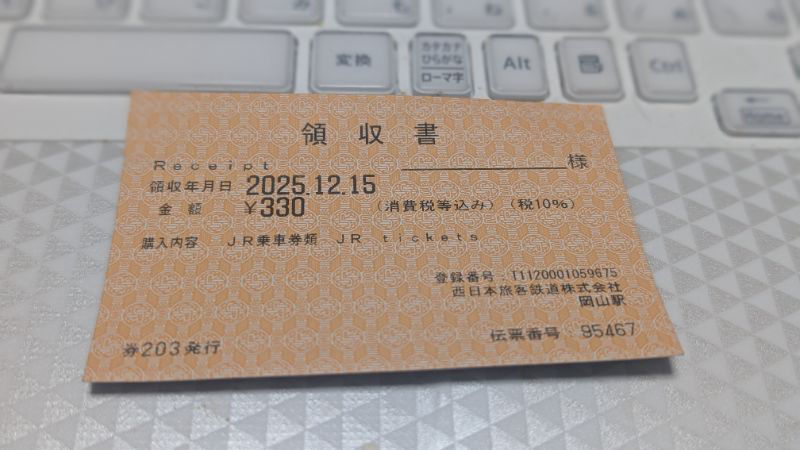 変換
カタカナ
ひらがな
ローマ字
Alt
Ctrl
Home
領収書
Receipt
様
領収年月日 2025.12.15
金額 ¥330 (消費税等込み) (税10%)
購入内容 JR乗車券類 JR tickets
登録番号 T1120001059675
西日本旅客鉄道株式会社
岡山駅
券203発行 伝票番号 95467